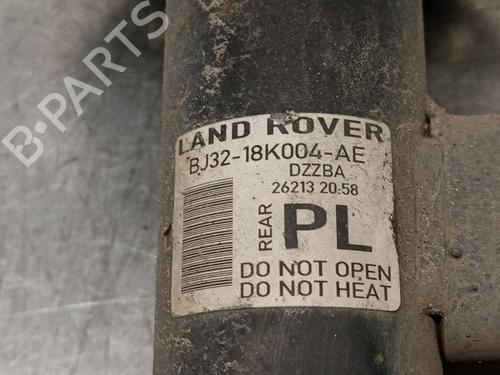 B-PARTS
LAND ROVER
BJ32-18K004-AE
DZZBA
26213 20:58
REAR
PL
DO NOT OPEN
DO NOT HEAT